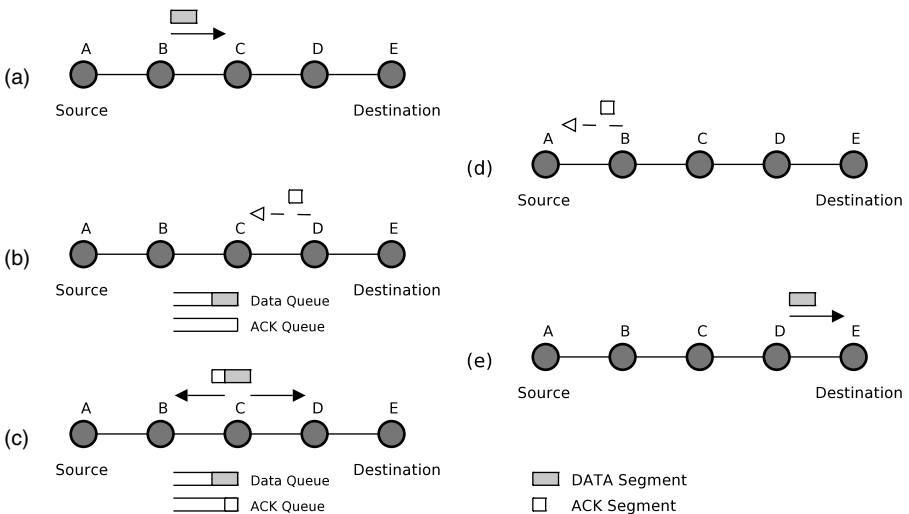 (a)
A B C D E
Source Destination
(b)
A B C D E
Source Destination
Data Queue
ACK Queue
(c)
A B C D E
Source Destination
Data Queue
ACK Queue
(d)
A B C D E
Source Destination
(e)
A B C D E
Source Destination
DATA Segment
ACK Segment